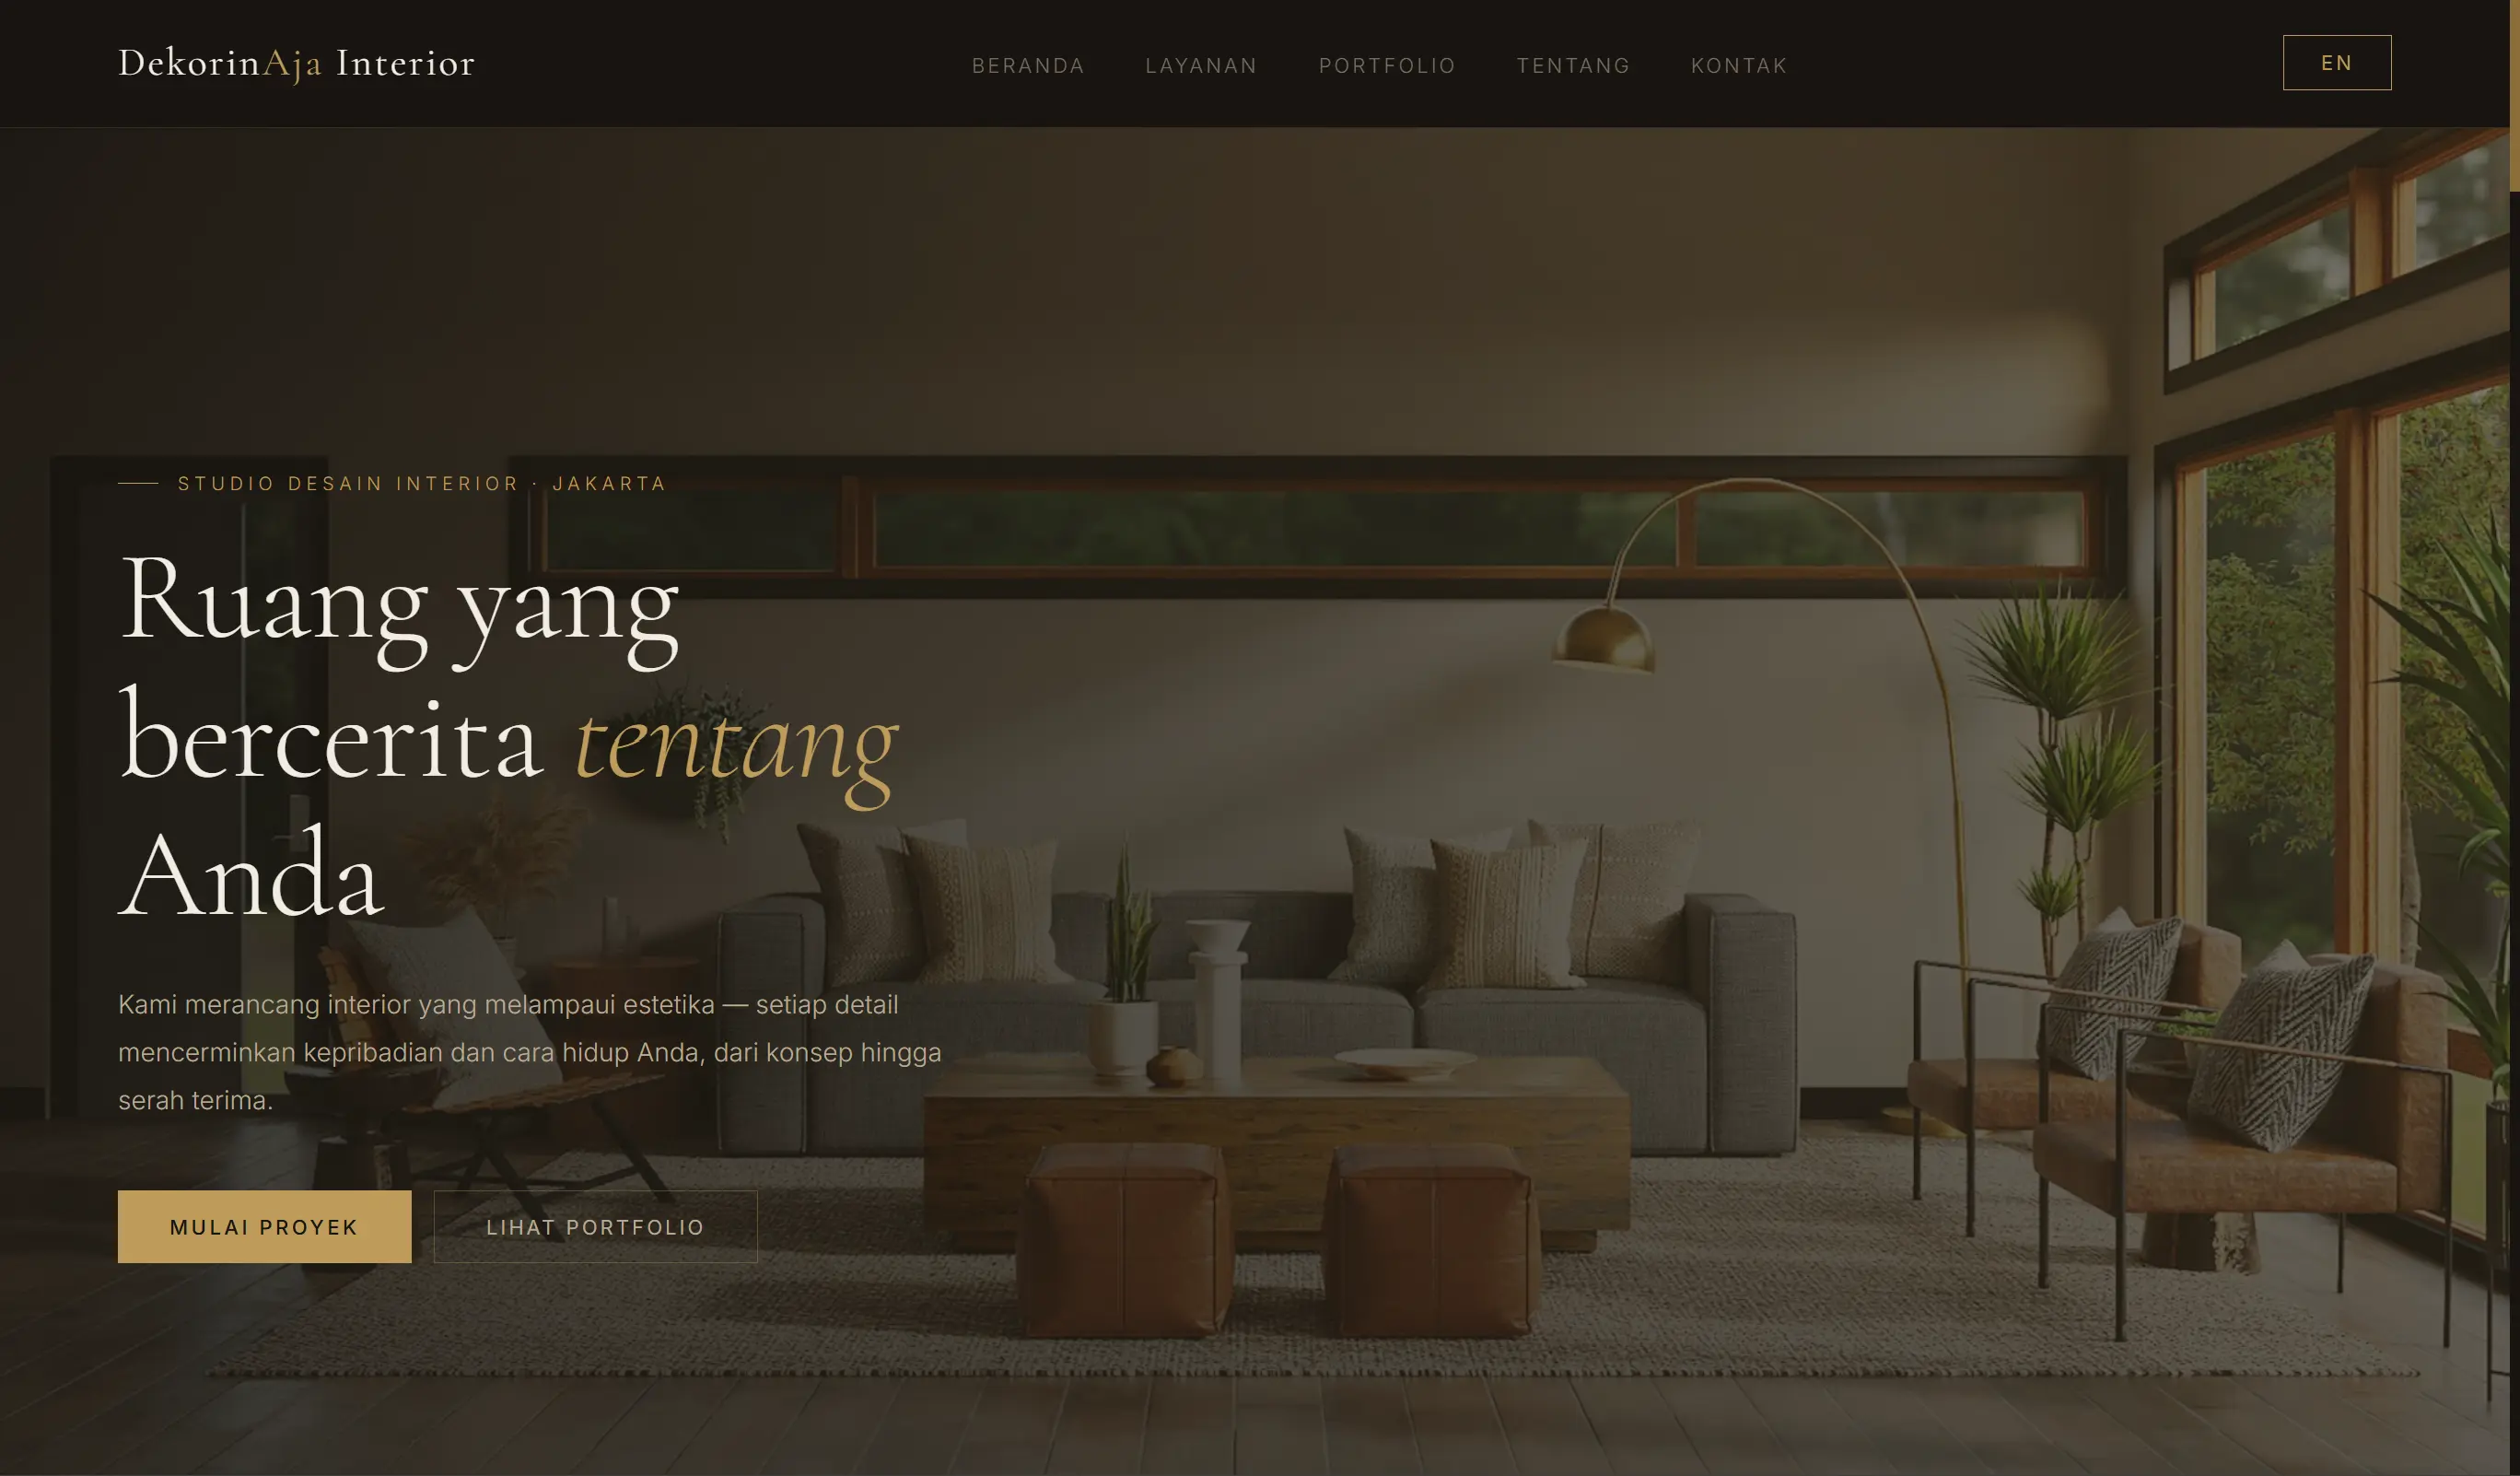 DekorinAja Interior
BERANDA
LAYANAN
PORTFOLIO
TENTANG
KONTAK
EN
STUDIO DESAIN INTERIOR · JAKARTA
Ruang yang
bercerita tentang
Anda
Kami merancang interior yang melampaui estetika — setiap detail
mencerminkan kepribadian dan cara hidup Anda, dari konsep hingga
serah terima.
MULAI PROYEK
LIHAT PORTFOLIO